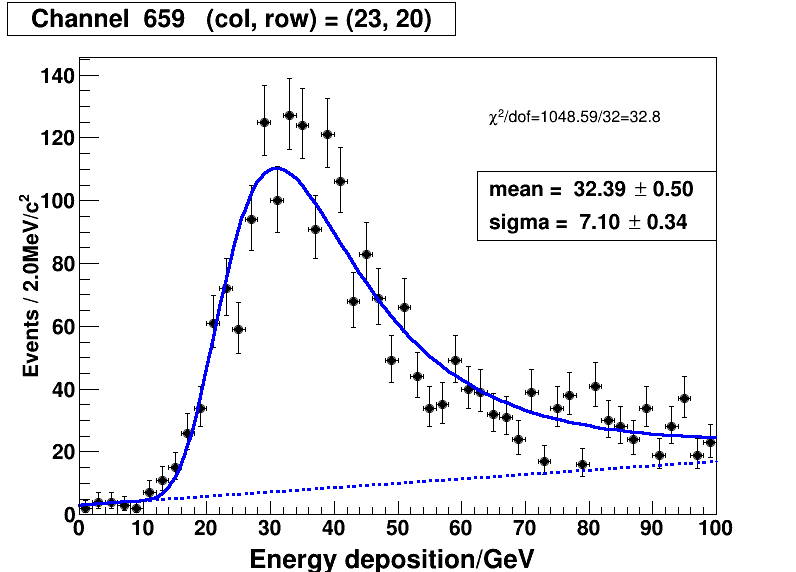 Channel  659   (col, row) = (23, 20)
χ²/dof=1048.59/32=32.8
mean =  32.39 ± 0.50
sigma =  7.10 ± 0.34
Events / 2.0MeV/c²
140
120
100
80
60
40
20
0
0 10 20 30 40 50 60 70 80 90 100
Energy deposition/GeV